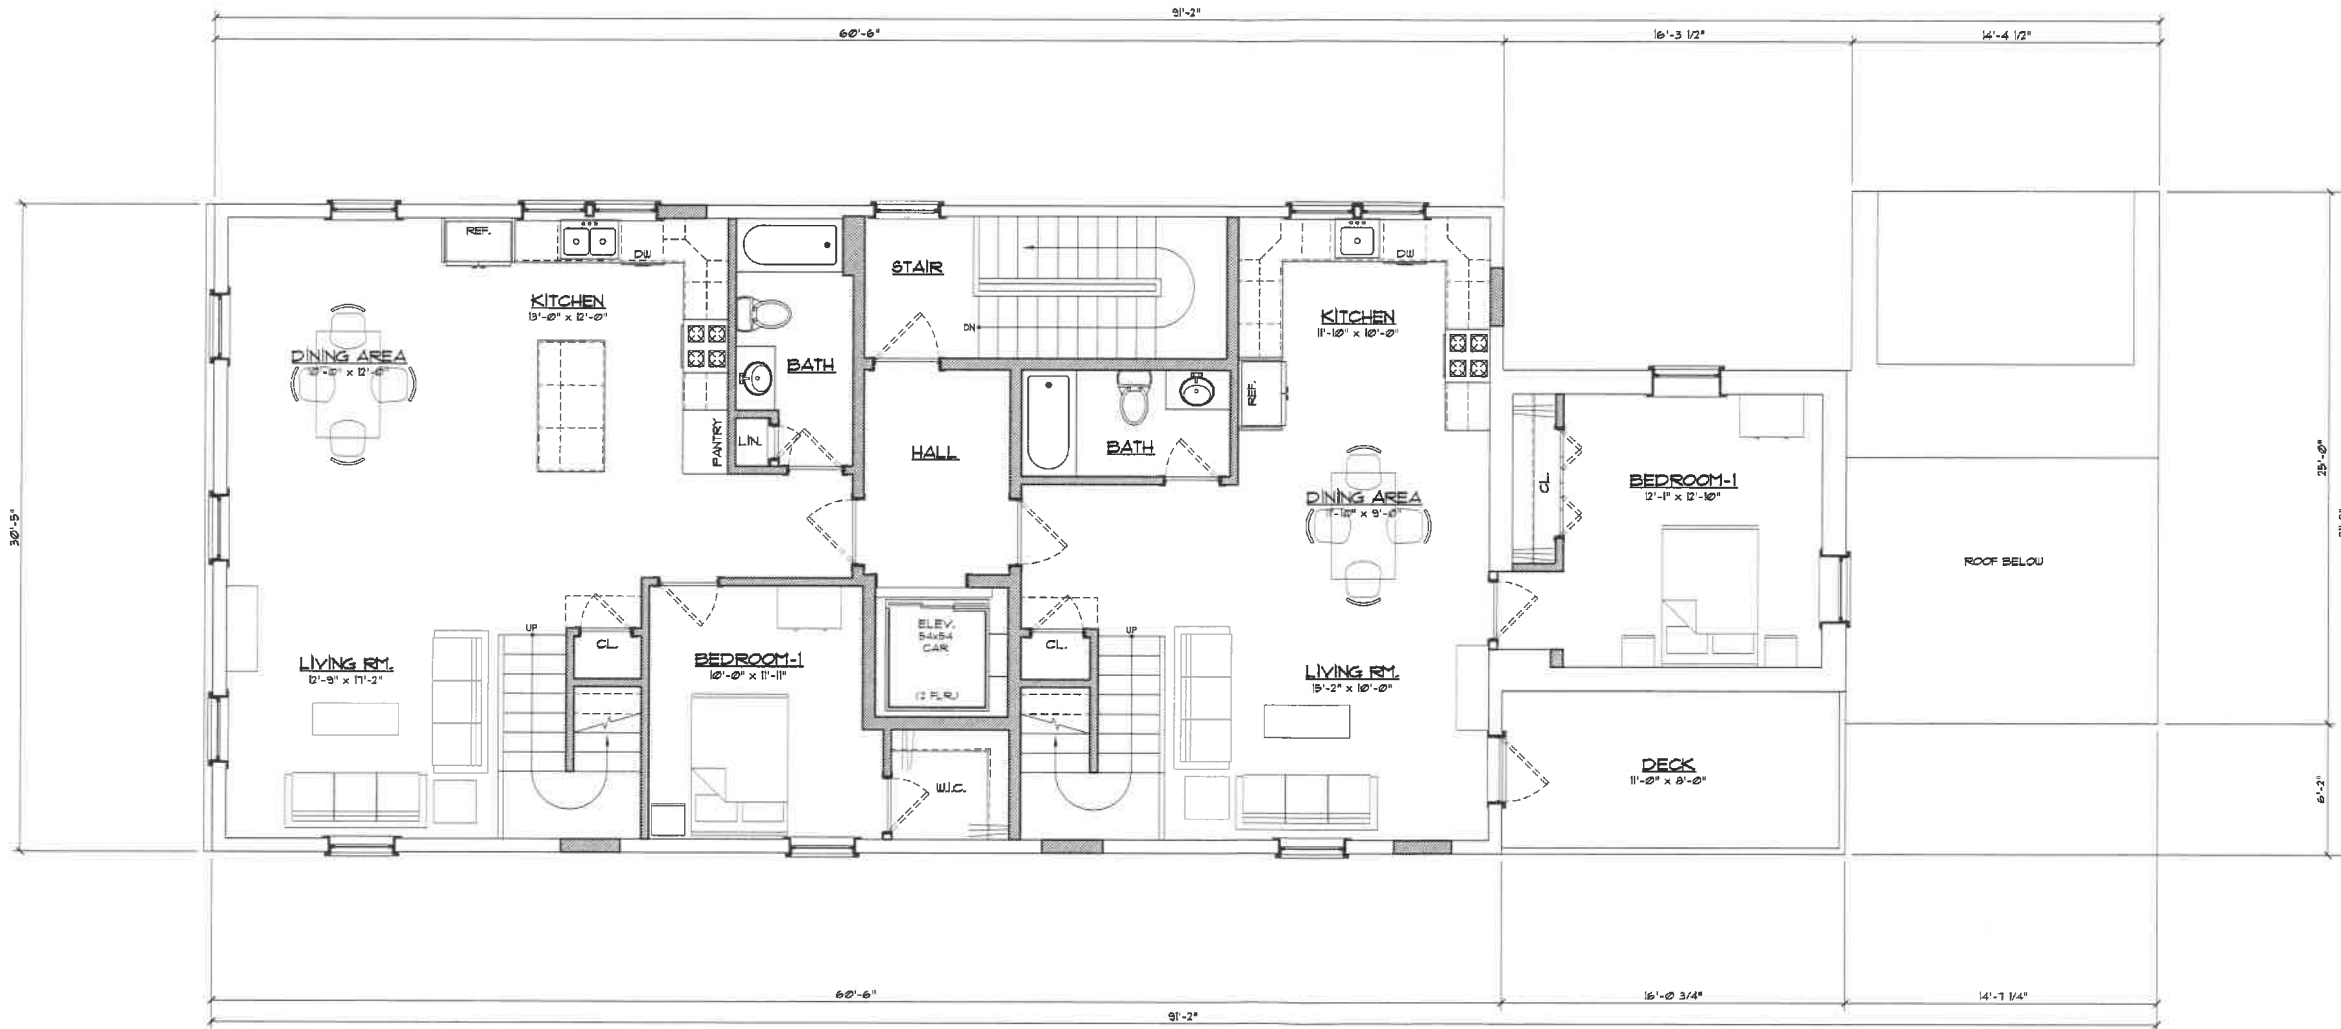 91'-2"
60'-6"
16'-3 1/2"
14'-4 1/2"
REF.
DW
KITCHEN
13'-0" x 12'-0"
DINING AREA
PANTRY
LIN.
BATH
STAIR
DN
HALL
BATH
REF.
DW
KITCHEN
11'-10" x 10'-0"
DINING AREA
CL.
BEDROOM-1
12'-1" x 12'-10"
ROOF BELOW
30'-5"
25'-0"
6'-2"
LIVING RM.
12'-9" x 17'-2"
UP
CL.
BEDROOM-1
10'-0" x 11'-11"
ELEV.
54x54
CAR
(2 FLR.)
W.I.C.
CL.
UP
LIVING RM.
15'-2" x 10'-0"
DECK
11'-0" x 8'-0"
60'-6"
16'-0 3/4"
14'-7 1/4"
91'-2"